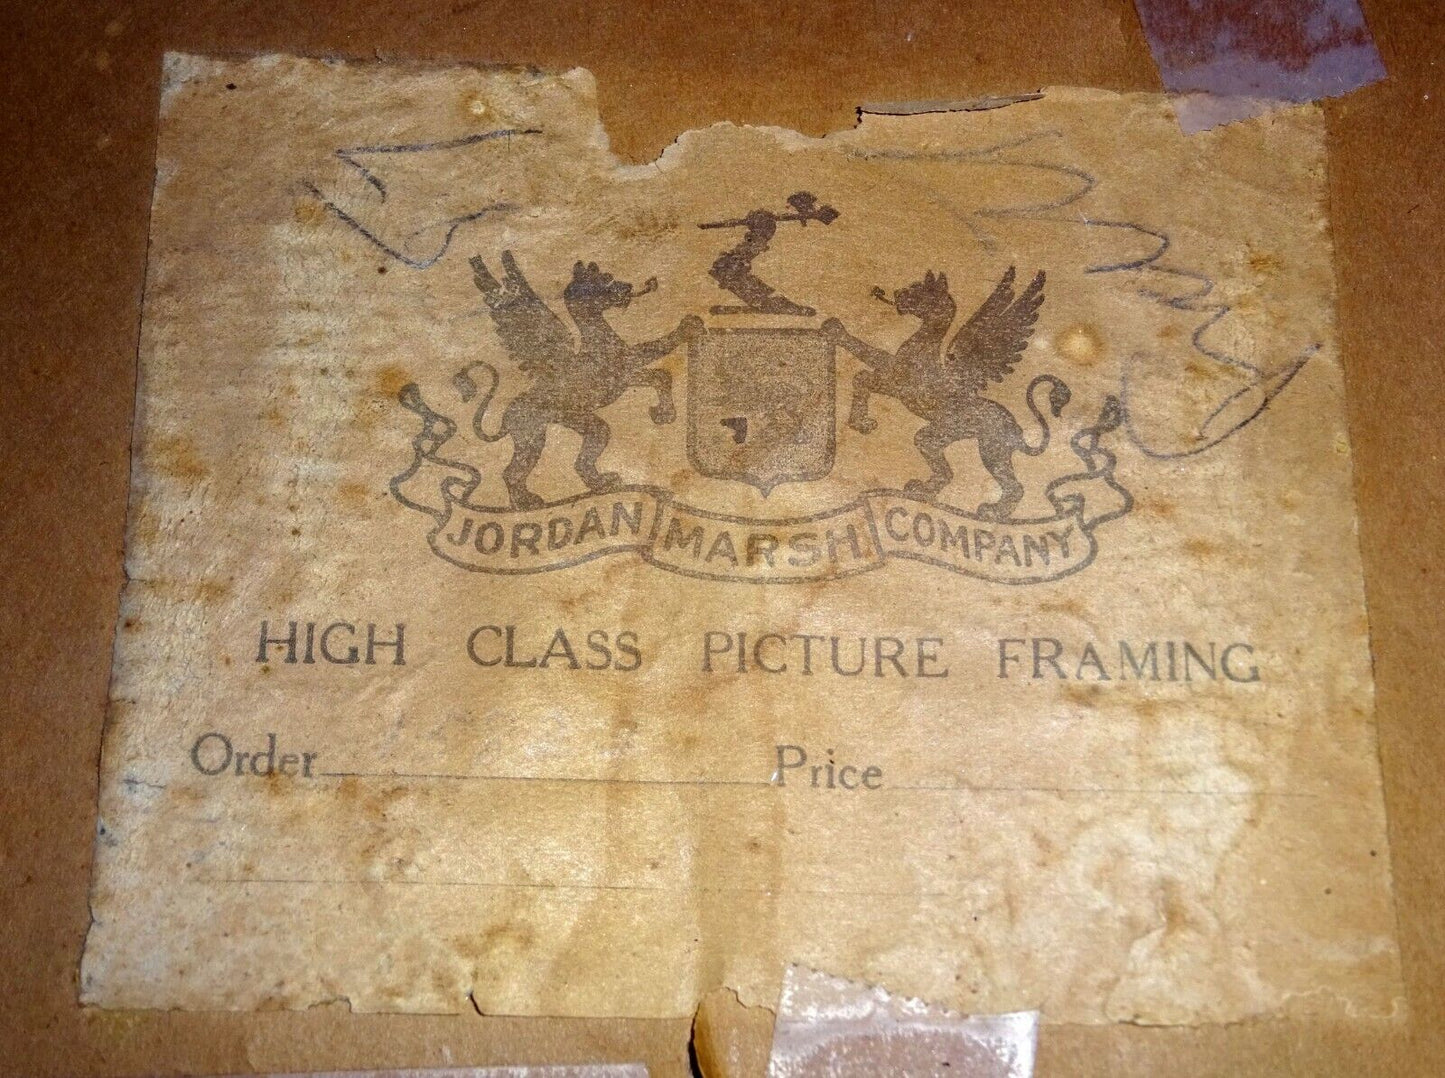 JORDAN MARSH COMPANY
HIGH CLASS PICTURE FRAMING
Order Price